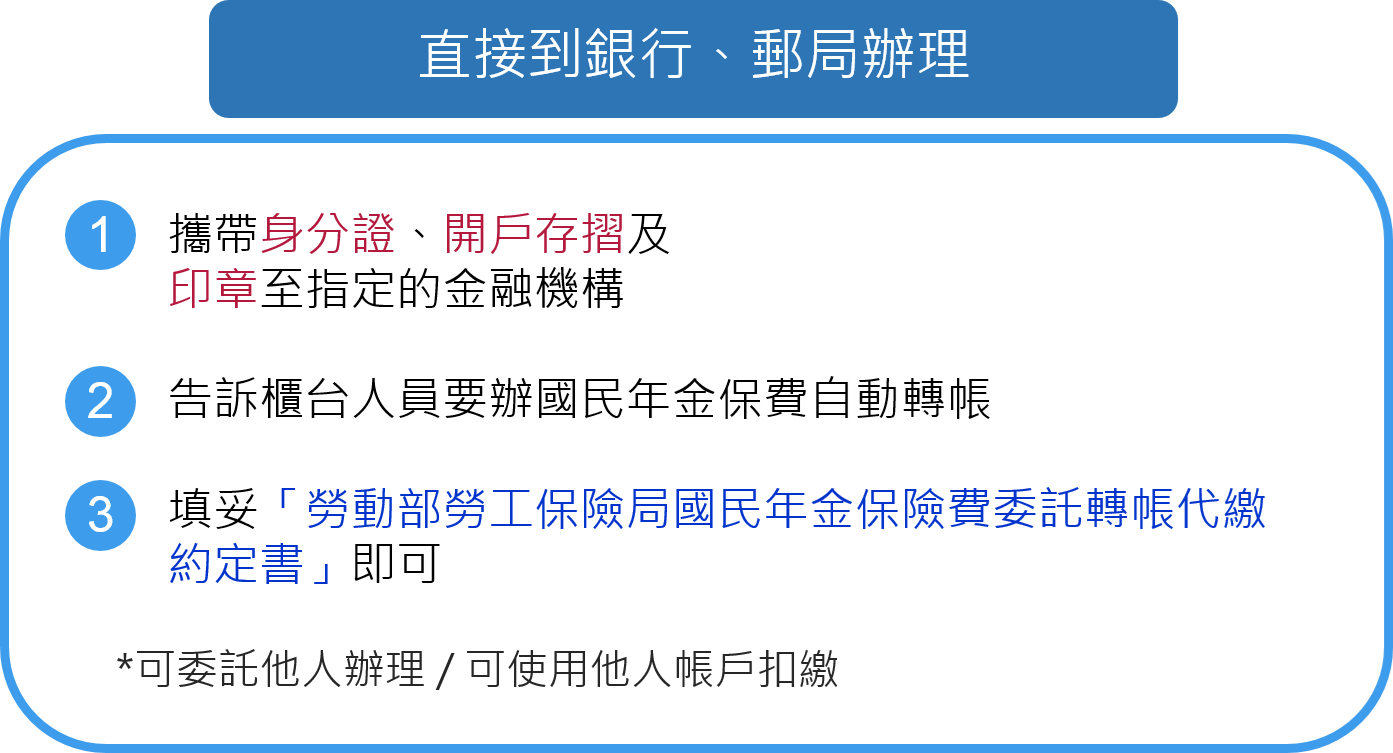 直接到銀行、郵局辦理
1 攜帶身分證、開戶存摺及
印章至指定的金融機構
2 告訴櫃台人員要辦國民年金保費自動轉帳
3 填妥「勞動部勞工保險局國民年金保險費委託轉帳代繳
約定書」即可
*可委託他人辦理 / 可使用他人帳戶扣繳